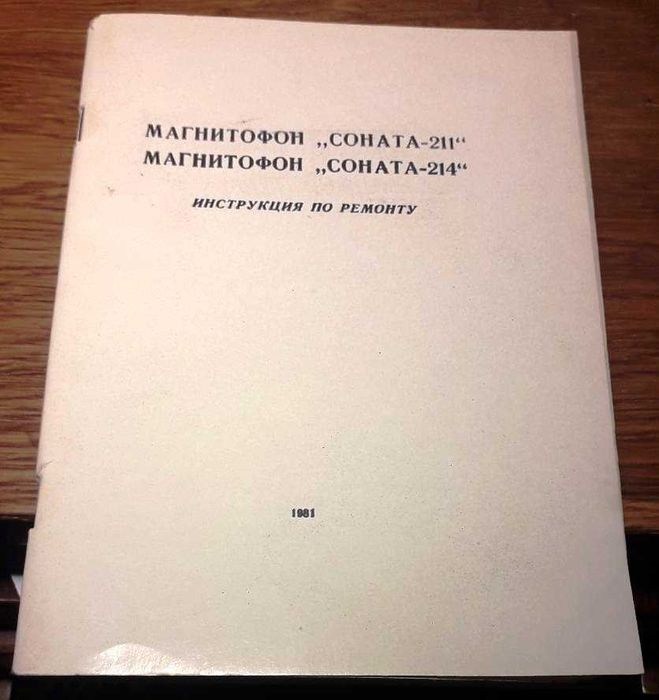 МАГНИТОФОН „СОНАТА-211“
МАГНИТОФОН „СОНАТА-214“
ИНСТРУКЦИЯ ПО РЕМОНТУ
1981